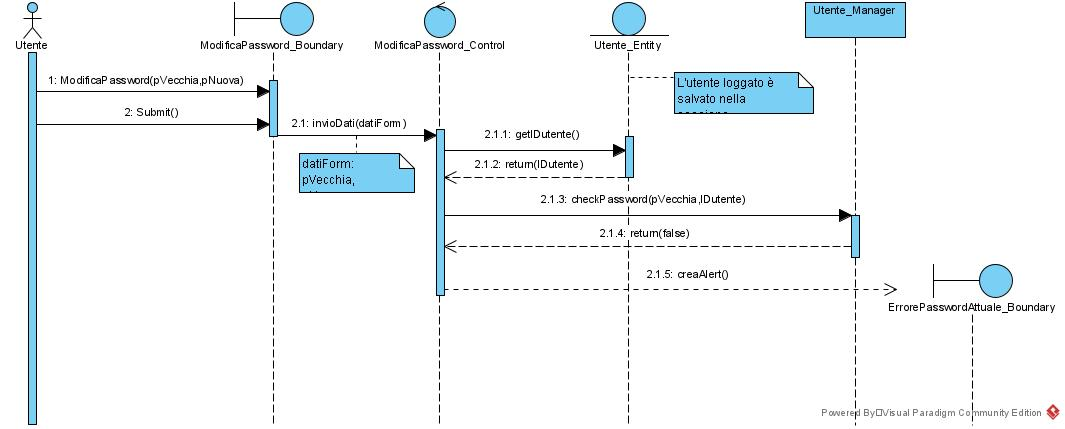 Utente
ModificaPassword_Boundary
ModificaPassword_Control
Utente_Entity
Utente_Manager
1: ModificaPassword(pVecchia,pNuova)
L'utente loggato è
salvato nella
2: Submit()
2.1: invioDati(datiForm)
2.1.1: getIDutente()
datiForm:
pVecchia,
2.1.2: return(IDutente)
2.1.3: checkPassword(pVecchia,IDutente)
2.1.4: return(false)
2.1.5: creaAlert()
ErrorePasswordAttuale_Boundary
Powered By Visual Paradigm Community Edition